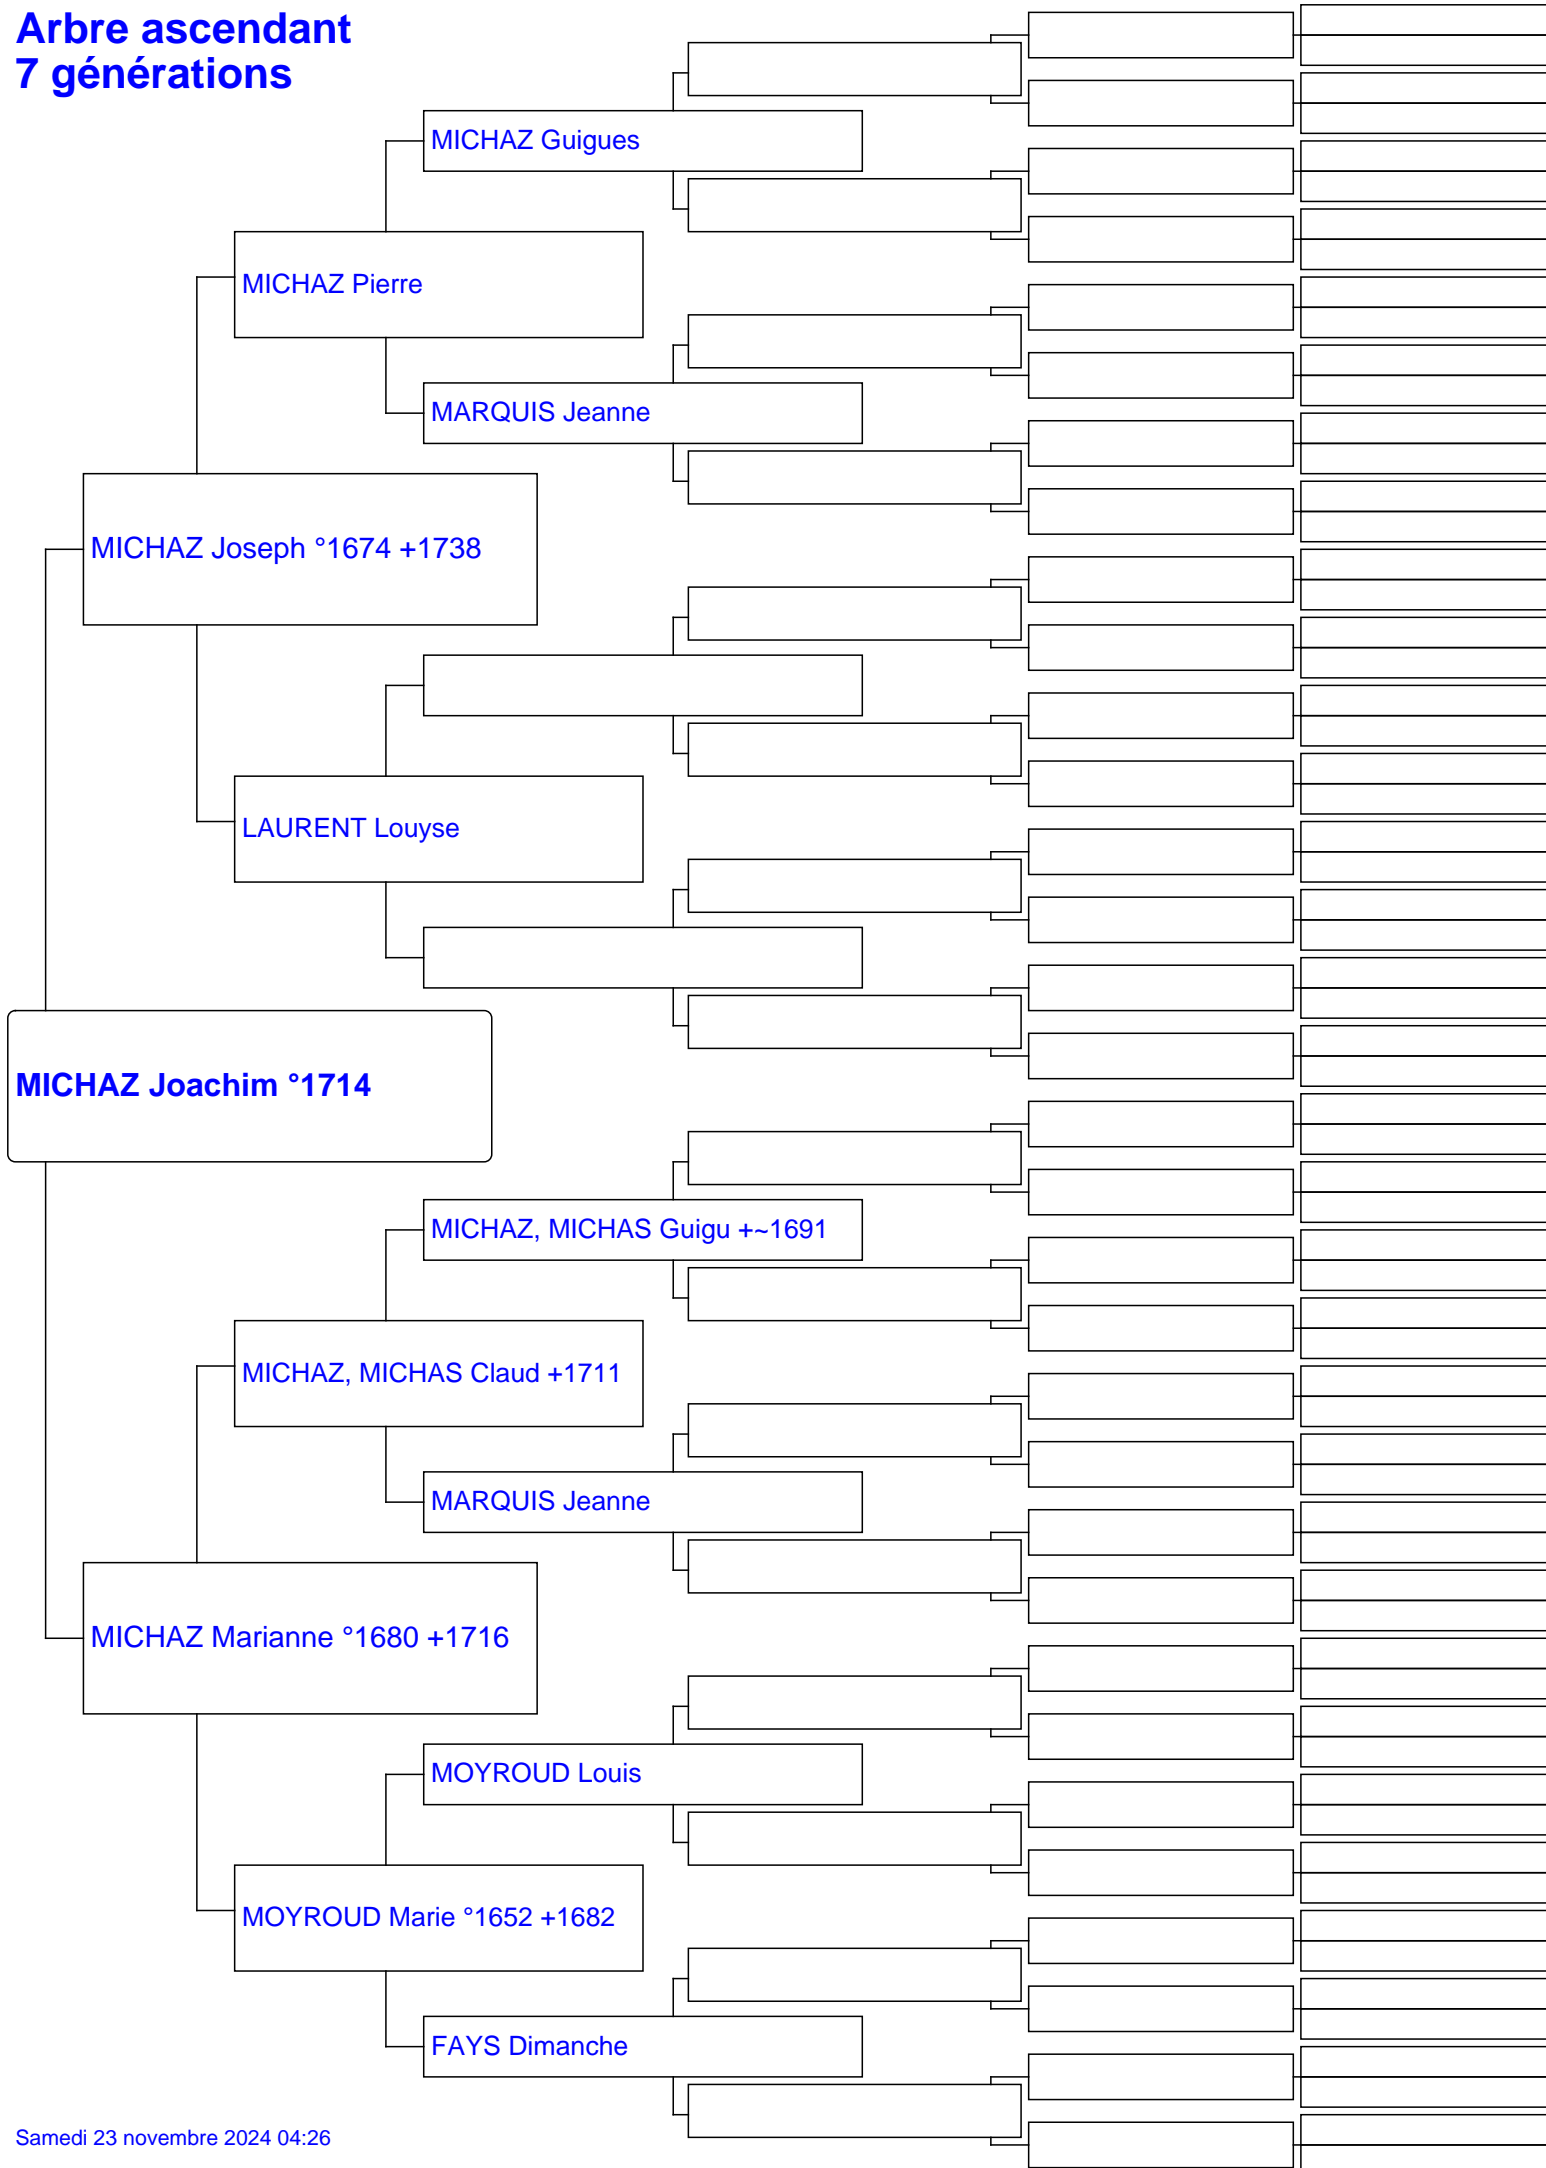 Arbre ascendant
7 générations
MICHAZ Guigues
MICHAZ Pierre
MARQUIS Jeanne
MICHAZ Joseph °1674 +1738
LAURENT Louyse
MICHAZ Joachim °1714
MICHAZ, MICHAS Guigu +~1691
MICHAZ, MICHAS Claud +1711
MARQUIS Jeanne
MICHAZ Marianne °1680 +1716
MOYROUD Louis
MOYROUD Marie °1652 +1682
FAYS Dimanche
Samedi 23 novembre 2024 04:26